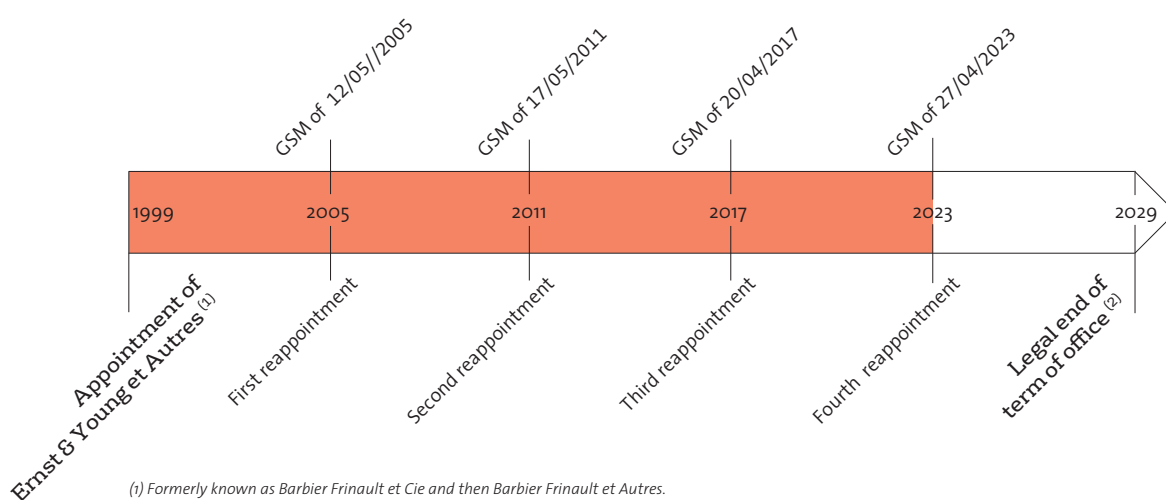 GSM of 12/05//2005
GSM of 17/05/2011
GSM of 20/04/2017
GSM of 27/04/2023
1999
2005
2011
2017
2023
2029
Appointment of
Ernst & Young et Autres (1)
First reappointment
Second reappointment
Third reappointment
Fourth reappointment
Legal end of
term of office (2)
(1) Formerly known as Barbier Frinault et Cie and then Barbier Frinault et Autres.